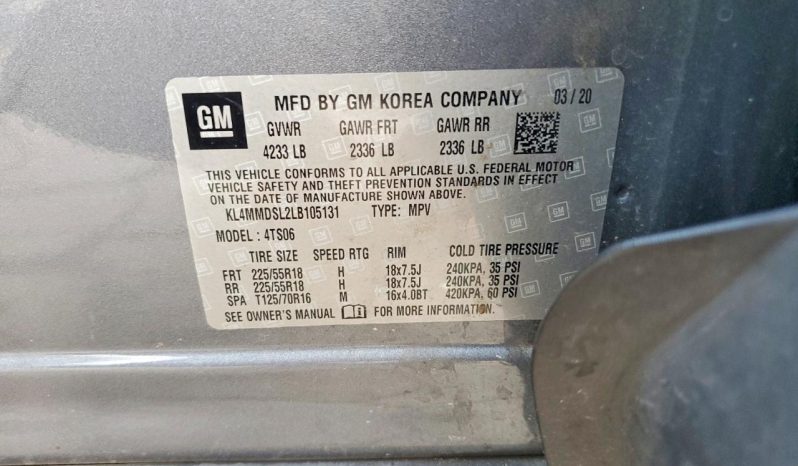 GM MFD BY GM KOREA COMPANY 03/20
GVWR GAWR FRT GAWR RR
4233 LB 2336 LB 2336 LB
THIS VEHICLE CONFORMS TO ALL APPLICABLE U.S. FEDERAL MOTOR
VEHICLE SAFETY AND THEFT PREVENTION STANDARDS IN EFFECT
ON THE DATE OF MANUFACTURE SHOWN ABOVE.
KL4MMDSL2LB105131 TYPE: MPV
MODEL: 4TS06
TIRE SIZE SPEED RTG RIM COLD TIRE PRESSURE
FRT 225/55R18 H 18x7.5J 240KPA, 35 PSI
RR 225/55R18 H 18x7.5J 240KPA, 35 PSI
SPA T125/70R16 M 16x4.0BT 420KPA, 60 PSI
SEE OWNER'S MANUAL FOR MORE INFORMATION.